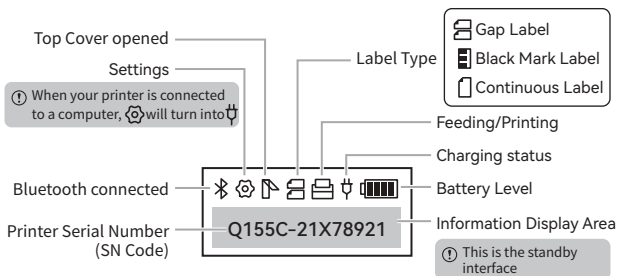 Top Cover opened
Settings
When your printer is connected
to a computer, will turn into
Bluetooth connected
Printer Serial Number
(SN Code)
Label Type
Gap Label
Black Mark Label
Continuous Label
Feeding/Printing
Charging status
Battery Level
Information Display Area
This is the standby
interface
Q155C-21X78921